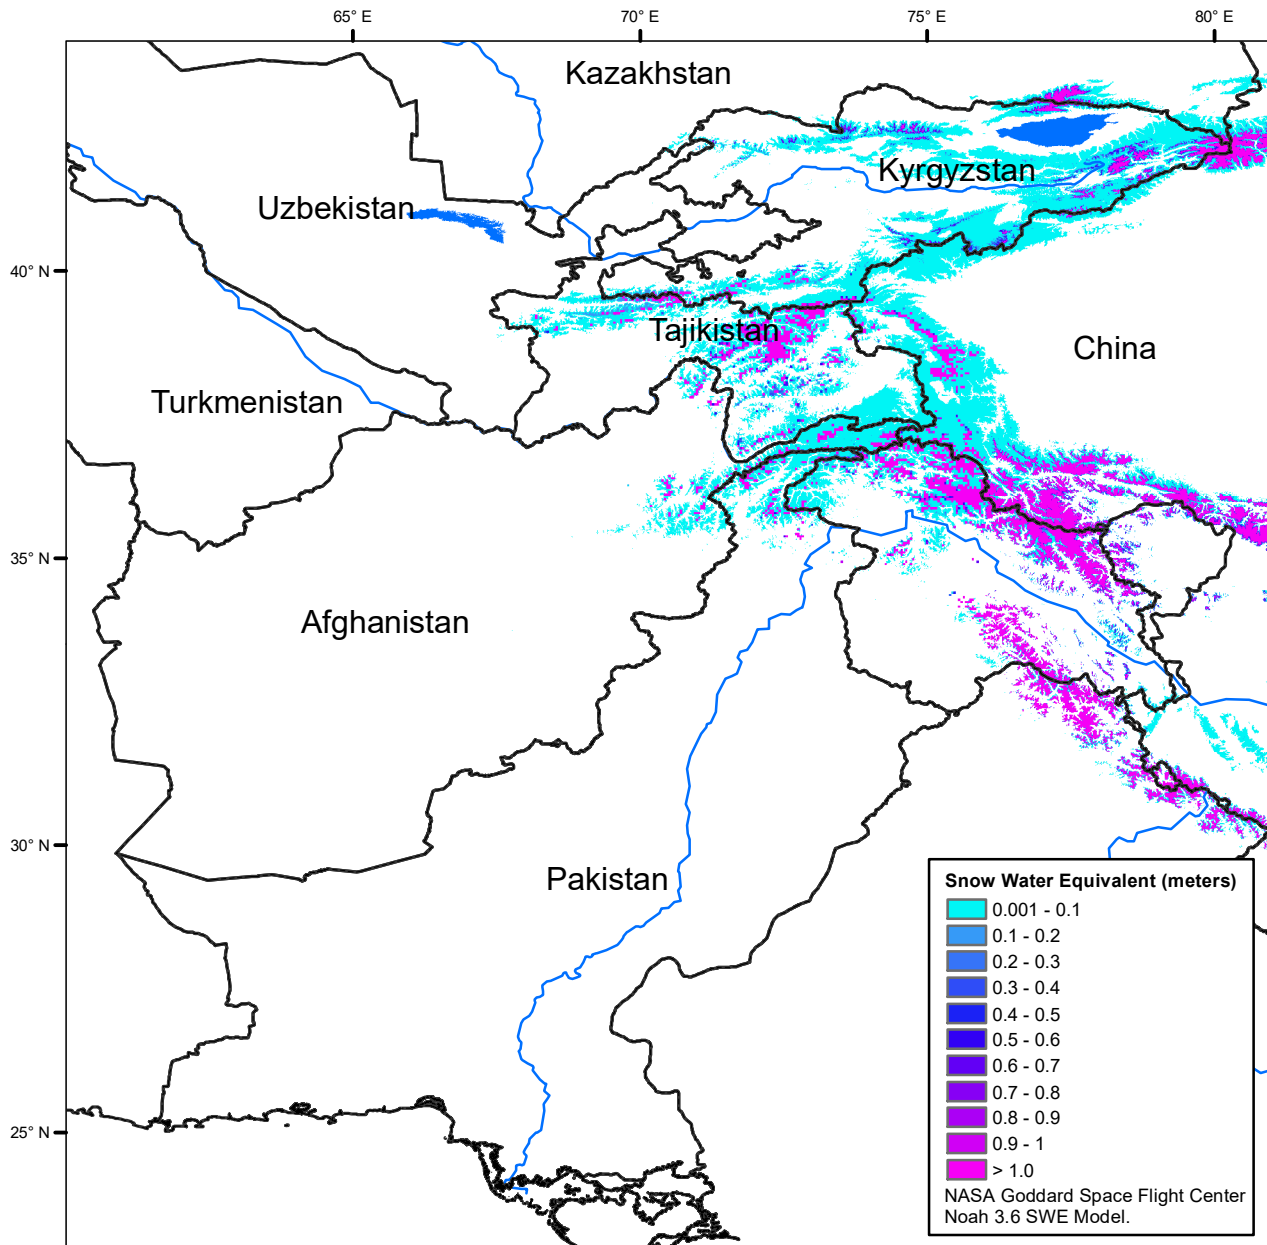 65° E
70° E
75° E
80° E
Kazakhstan
Kyrgyzstan
Uzbekistan
40° N
Tajikistan
China
Turkmenistan
35° N
Afghanistan
30° N
Pakistan
25° N
Snow Water Equivalent (meters)
0.001 - 0.1
0.1 - 0.2
0.2 - 0.3
0.3 - 0.4
0.4 - 0.5
0.5 - 0.6
0.6 - 0.7
0.7 - 0.8
0.8 - 0.9
0.9 - 1
> 1.0
NASA Goddard Space Flight Center
Noah 3.6 SWE Model.